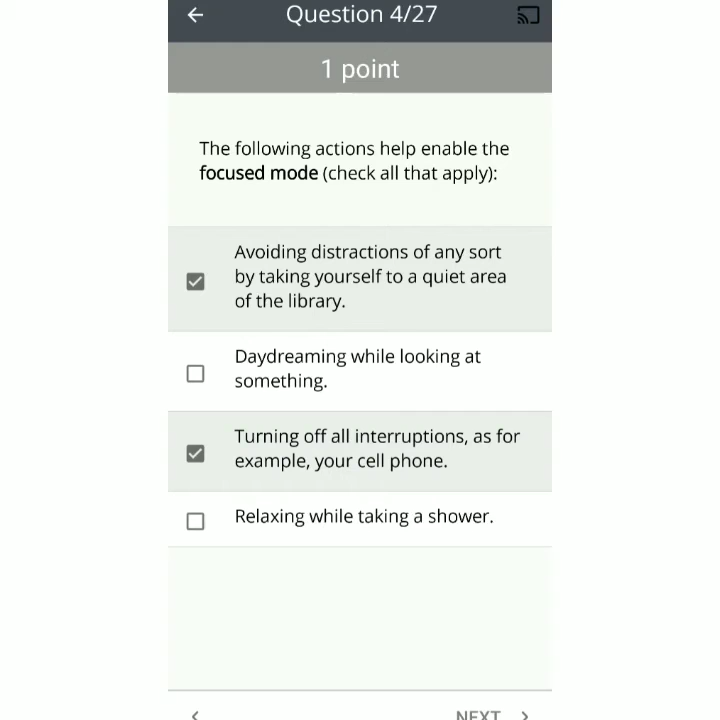 Question 4/27
1 point
The following actions help enable the
focused mode (check all that apply):
Avoiding distractions of any sort
by taking yourself to a quiet area
of the library.
Daydreaming while looking at
something.
Turning off all interruptions, as for
example, your cell phone.
Relaxing while taking a shower.
NEXT